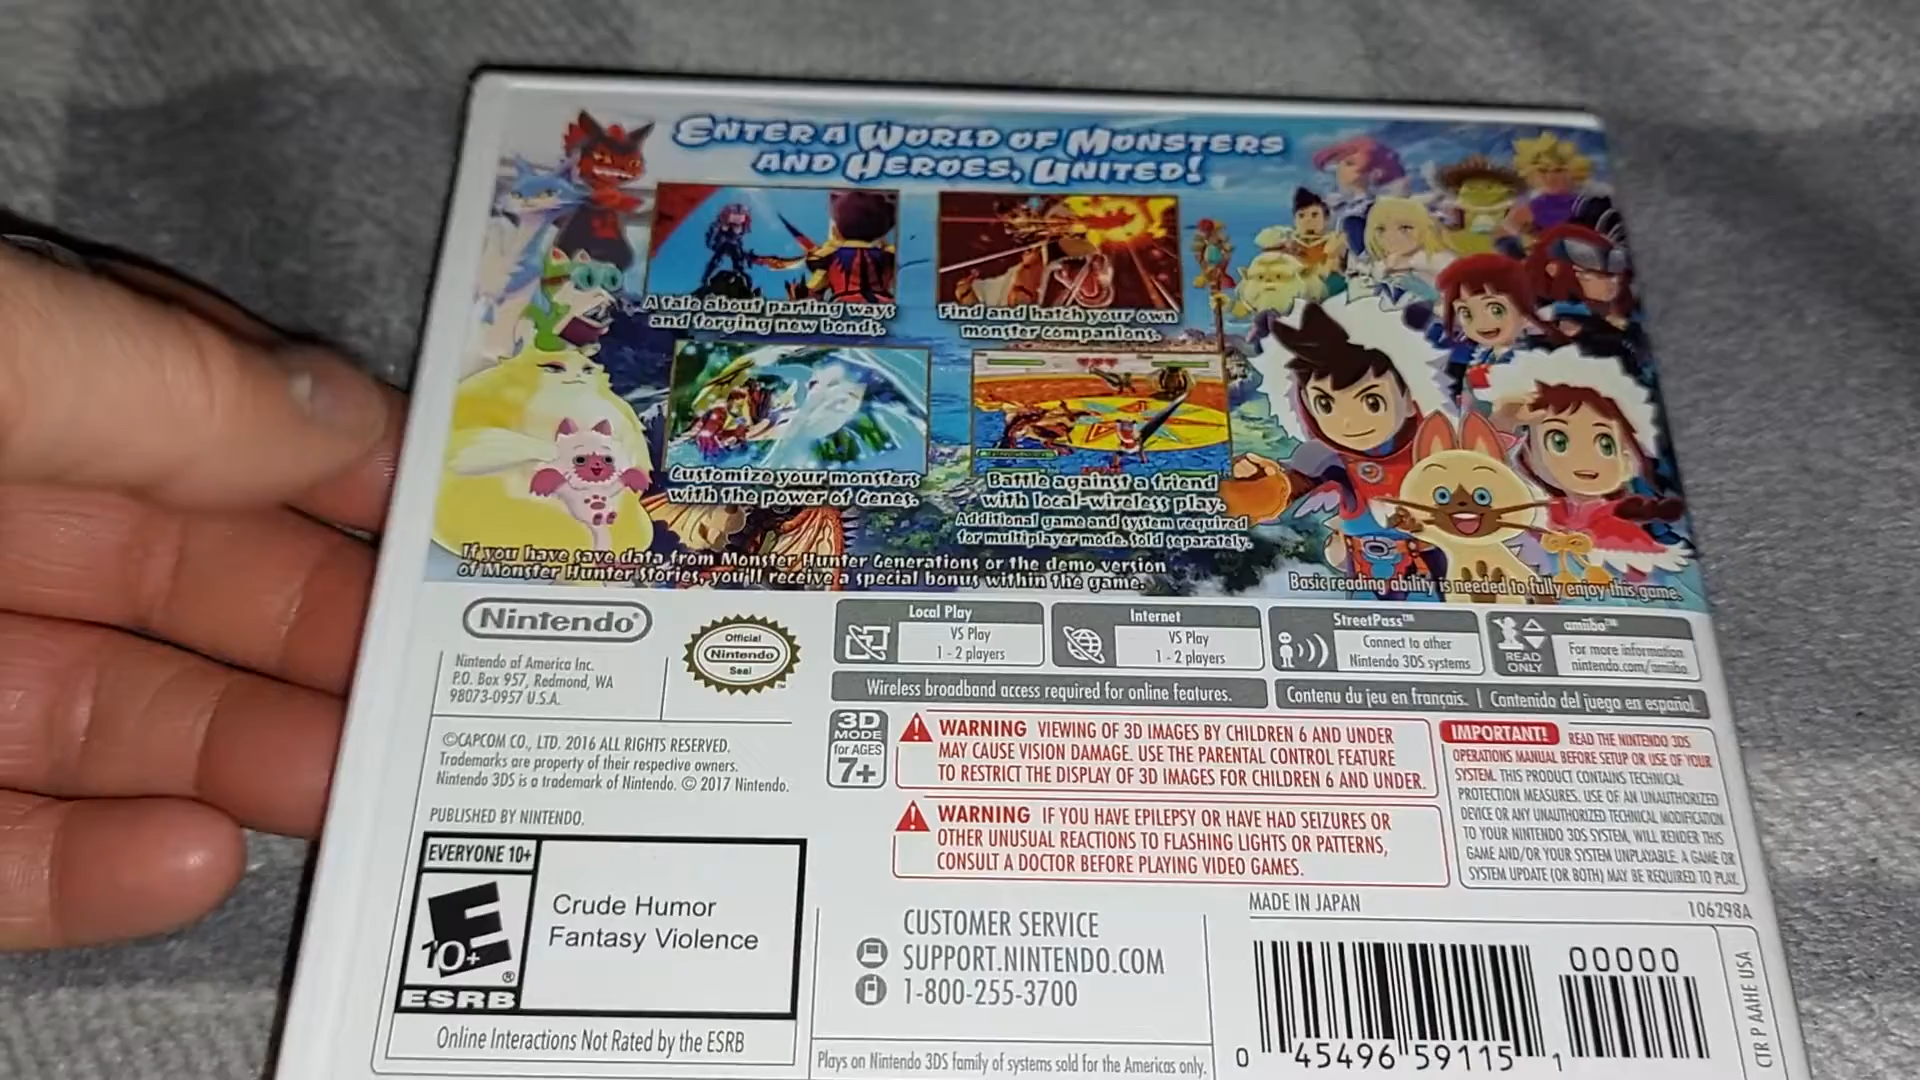 ENTER A WORLD OF MONSTERS
AND HEROES, UNITED!
A tale about parting ways
and forging new bonds.
Find and hatch your own
monster companions.
Customize your monsters
with the power of Genes.
Battle against a friend
with local-wireless play.
Additional game and system required
for multiplayer mode. Sold separately.
If you have save data from Monster Hunter Generations or the demo version
of Monster Hunter Stories, you'll receive a special bonus within the game.
Basic reading ability is needed to fully enjoy this game.
Nintendo®
Official
Nintendo
Seal
Nintendo of America Inc.
P.O. Box 957, Redmond, WA
98073-0957 U.S.A.
Local Play
VS Play
1 - 2 players
Internet
VS Play
1 - 2 players
StreetPass™
Connect to other
Nintendo 3DS systems
amiibo™
READ
ONLY
For more information
nintendo.com/amiibo
Wireless broadband access required for online features.
Contenu du jeu en français. | Contenido del juego en español.
©CAPCOM CO., LTD. 2016 ALL RIGHTS RESERVED.
Trademarks are property of their respective owners.
Nintendo 3DS is a trademark of Nintendo. © 2017 Nintendo.
PUBLISHED BY NINTENDO.
3D
MODE
for AGES
7+
WARNING VIEWING OF 3D IMAGES BY CHILDREN 6 AND UNDER
MAY CAUSE VISION DAMAGE. USE THE PARENTAL CONTROL FEATURE
TO RESTRICT THE DISPLAY OF 3D IMAGES FOR CHILDREN 6 AND UNDER.
WARNING IF YOU HAVE EPILEPSY OR HAVE HAD SEIZURES OR
OTHER UNUSUAL REACTIONS TO FLASHING LIGHTS OR PATTERNS,
CONSULT A DOCTOR BEFORE PLAYING VIDEO GAMES.
IMPORTANT! READ THE NINTENDO 3DS
OPERATIONS MANUAL BEFORE SETUP OR USE OF YOUR
SYSTEM. THIS PRODUCT CONTAINS TECHNICAL
PROTECTION MEASURES. USE OF AN UNAUTHORIZED
DEVICE OR ANY UNAUTHORIZED TECHNICAL MODIFICATION
TO YOUR NINTENDO 3DS SYSTEM, WILL RENDER THIS
GAME AND/OR YOUR SYSTEM UNPLAYABLE. A GAME OR
SYSTEM UPDATE (OR BOTH) MAY BE REQUIRED TO PLAY.
EVERYONE 10+
E
10+
®
ESRB
Crude Humor
Fantasy Violence
Online Interactions Not Rated by the ESRB
CUSTOMER SERVICE
SUPPORT.NINTENDO.COM
1-800-255-3700
Plays on Nintendo 3DS family of systems sold for the Americas only.
MADE IN JAPAN
106298A
00000
0 45496 59115 1
CTR P AAHE USA